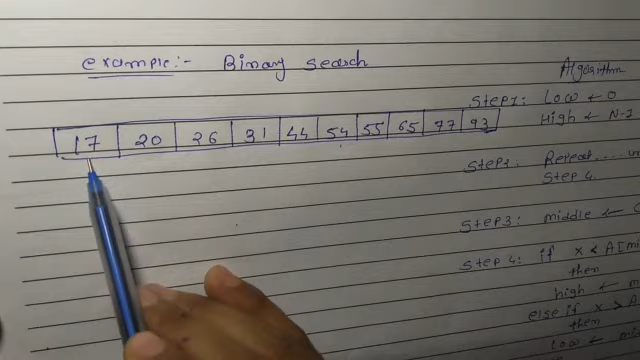 example:- Binary search
Algorithm
17 20 26 31 44 54 55 65 77 93
Step1: Low ← 0
High ← N-1
Step2: Repeat....
Step 4
Step3: middle ←
Step 4: if x < A[mi
then
high ← m
else if x > A
then
low ← mi